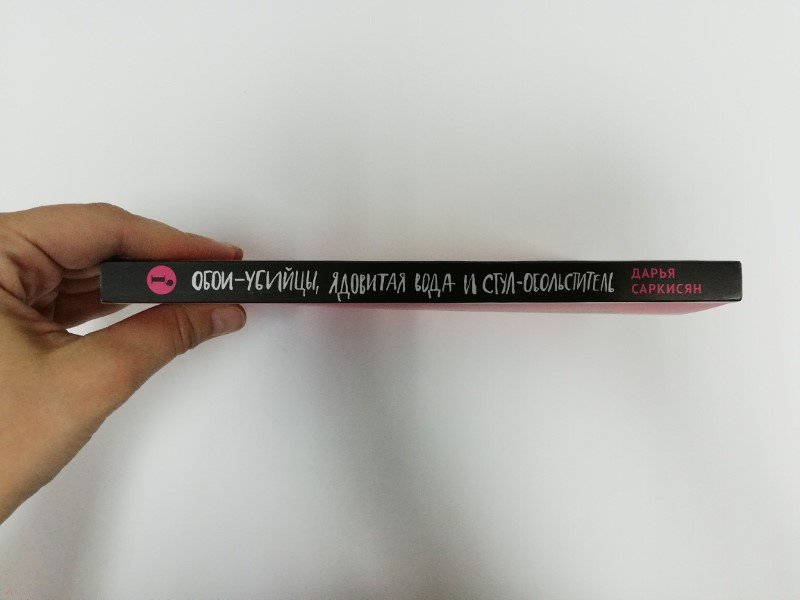 ОБОИ-УБИЙЦЫ, ЯДОВИТАЯ ВОДА И СТУЛ-ОБОЛЬСТИТЕЛЬ
ДАРЬЯ
САРКИСЯН